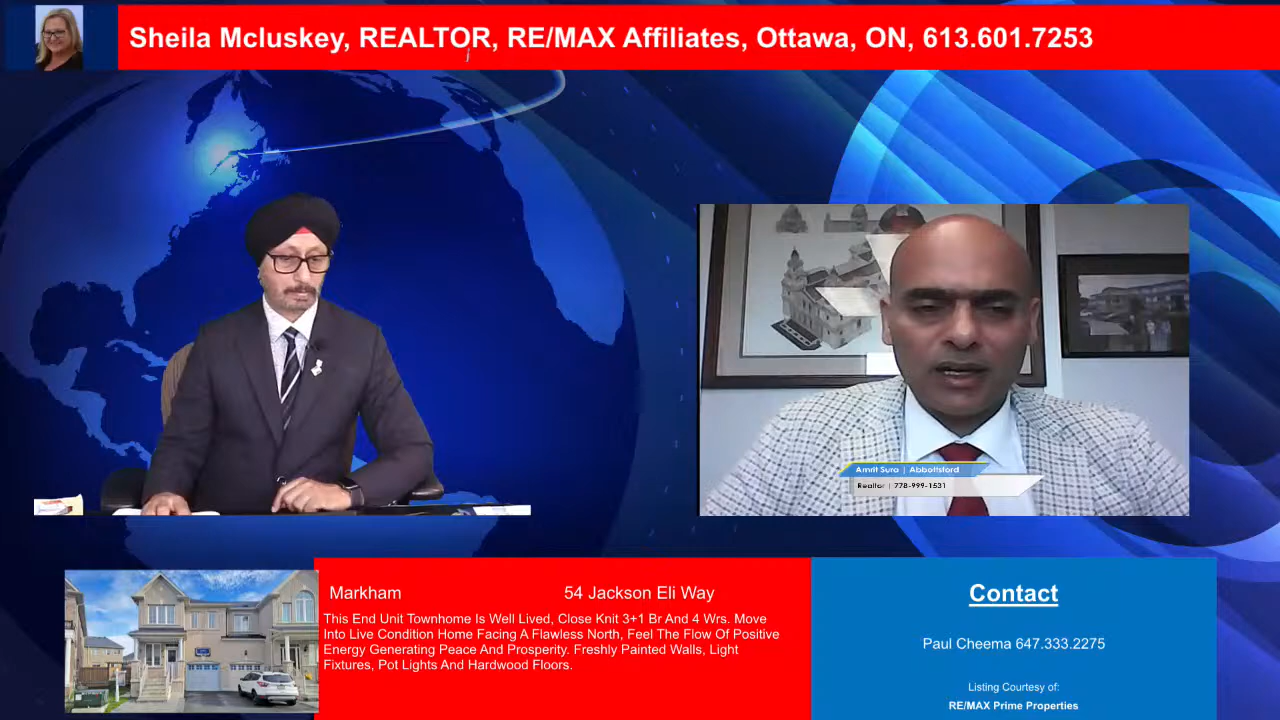 Sheila Mcluskey, REALTOR, RE/MAX Affiliates, Ottawa, ON, 613.601.7253
Amrit Sura | Abbottsford
Realtor | 778-999-1531
Markham 54 Jackson Eli Way
This End Unit Townhome Is Well Lived, Close Knit 3+1 Br And 4 Wrs. Move
Into Live Condition Home Facing A Flawless North, Feel The Flow Of Positive
Energy Generating Peace And Prosperity. Freshly Painted Walls, Light
Fixtures, Pot Lights And Hardwood Floors.
Contact
Paul Cheema 647.333.2275
Listing Courtesy of:
RE/MAX Prime Properties